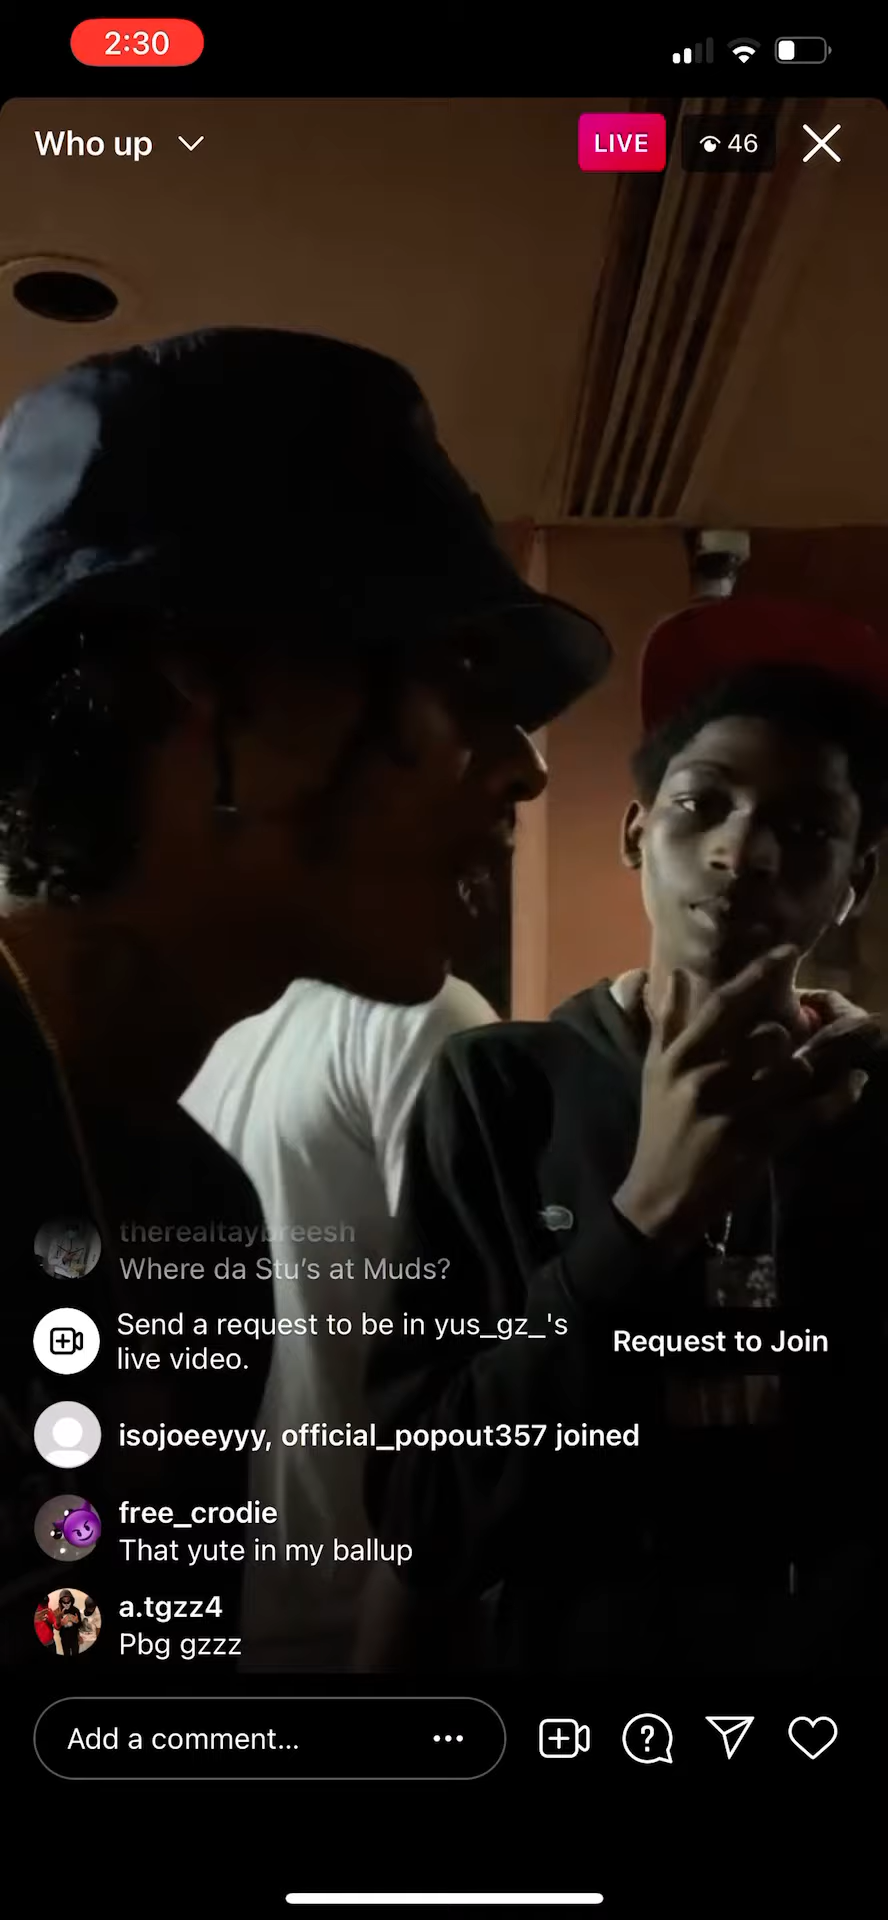 2:30
Who up
LIVE
46
therealtaybreesh
Where da Stu’s at Muds?
Send a request to be in yus_gz_'s
live video.
Request to Join
isojoeeyyy, official_popout357 joined
free_crodie
That yute in my ballup
a.tgzz4
Pbg gzzz
Add a comment...